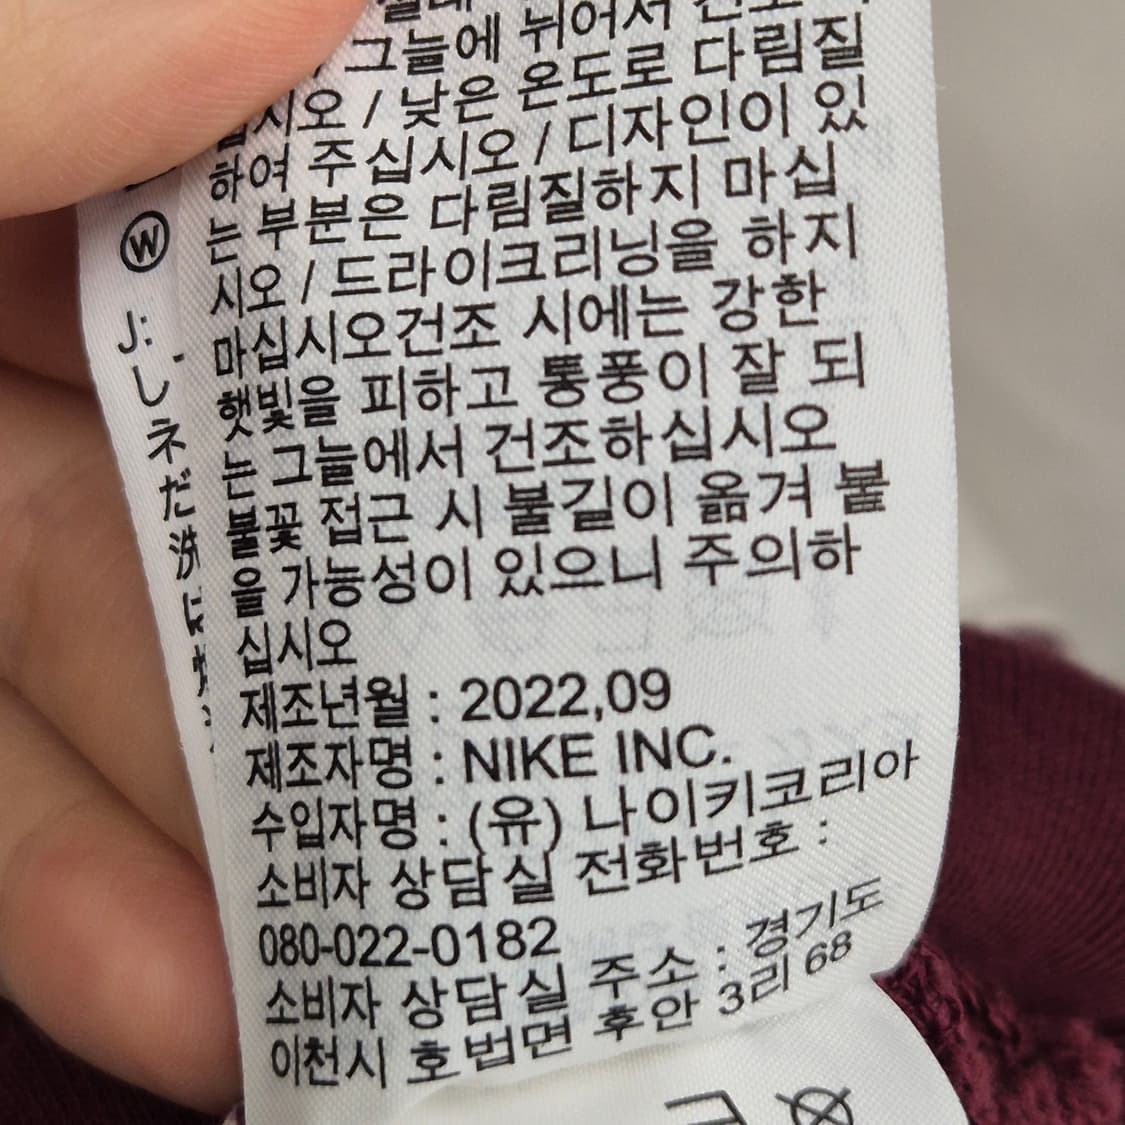 그늘에 뉘어서
십시오 / 낮은 온도로 다림질
하여 주십시오 / 디자인이 있
는 부분은 다림질하지 마십
시오 / 드라이크리닝을 하지
마십시오건조 시에는 강한
햇빛을 피하고 통풍이 잘 되
는 그늘에서 건조하십시오
불꽃 접근 시 불길이 옮겨 붙
을 가능성이 있으니 주의하
십시오
제조년월 : 2022,09
제조자명 : NIKE INC.
수입자명 : (유) 나이키코리아
소비자 상담실 전화번호 :
080-022-0182
소비자 상담실 주소 : 경기도
이천시 호법면 후안 3리 68
W
J:
し
ネ
だ
洗
は